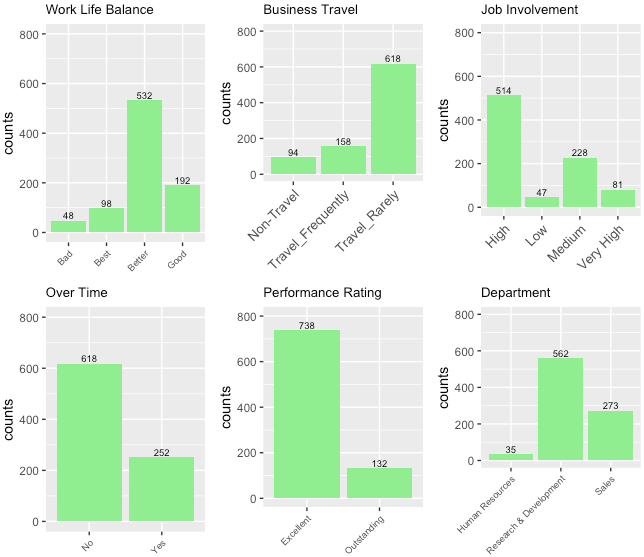 Work Life Balance
800
600
400
200
0
counts
48
98
532
192
Bad
Best
Better
Good
Business Travel
800
600
400
200
0
counts
94
158
618
Non-Travel
Travel_Frequently
Travel_Rarely
Job Involvement
800
600
400
200
0
counts
514
47
228
81
High
Low
Medium
Very High
Over Time
800
600
400
200
0
counts
618
252
No
Yes
Performance Rating
800
600
400
200
0
counts
738
132
Excellent
Outstanding
Department
800
600
400
200
0
counts
35
562
273
Human Resources
Research & Development
Sales